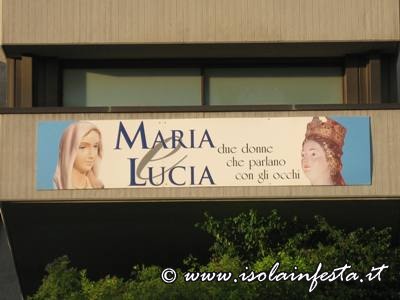 MARIA
e
LUCIA
due donne
che parlano
con gli occhi
© www.isolainfesta.it